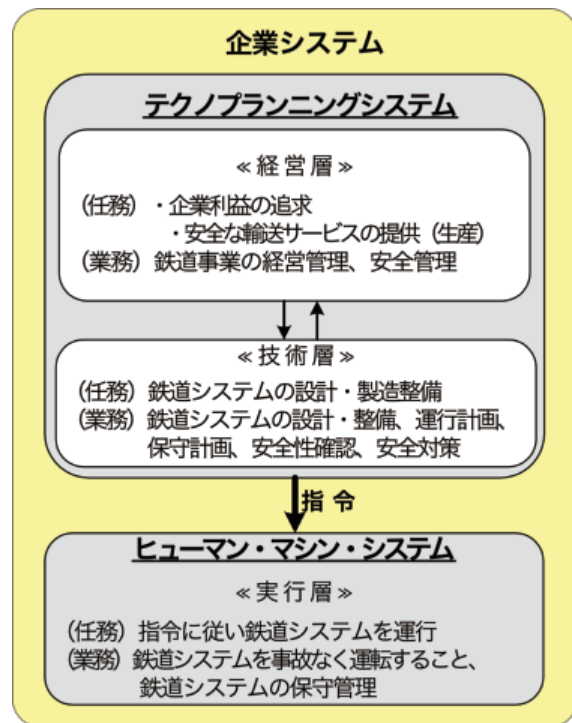 企業システム
テクノプランニングシステム
≪経営層≫
(任務) ・企業利益の追求
・安全な輸送サービスの提供（生産）
(業務) 鉄道事業の経営管理、安全管理
≪技術層≫
(任務) 鉄道システムの設計・製造整備
(業務) 鉄道システムの設計・整備、運行計画、
保守計画、安全性確認、安全対策
指令
ヒューマン・マシン・システム
≪実行層≫
(任務) 指令に従い鉄道システムを運行
(業務) 鉄道システムを事故なく運転すること、
鉄道システムの保守管理